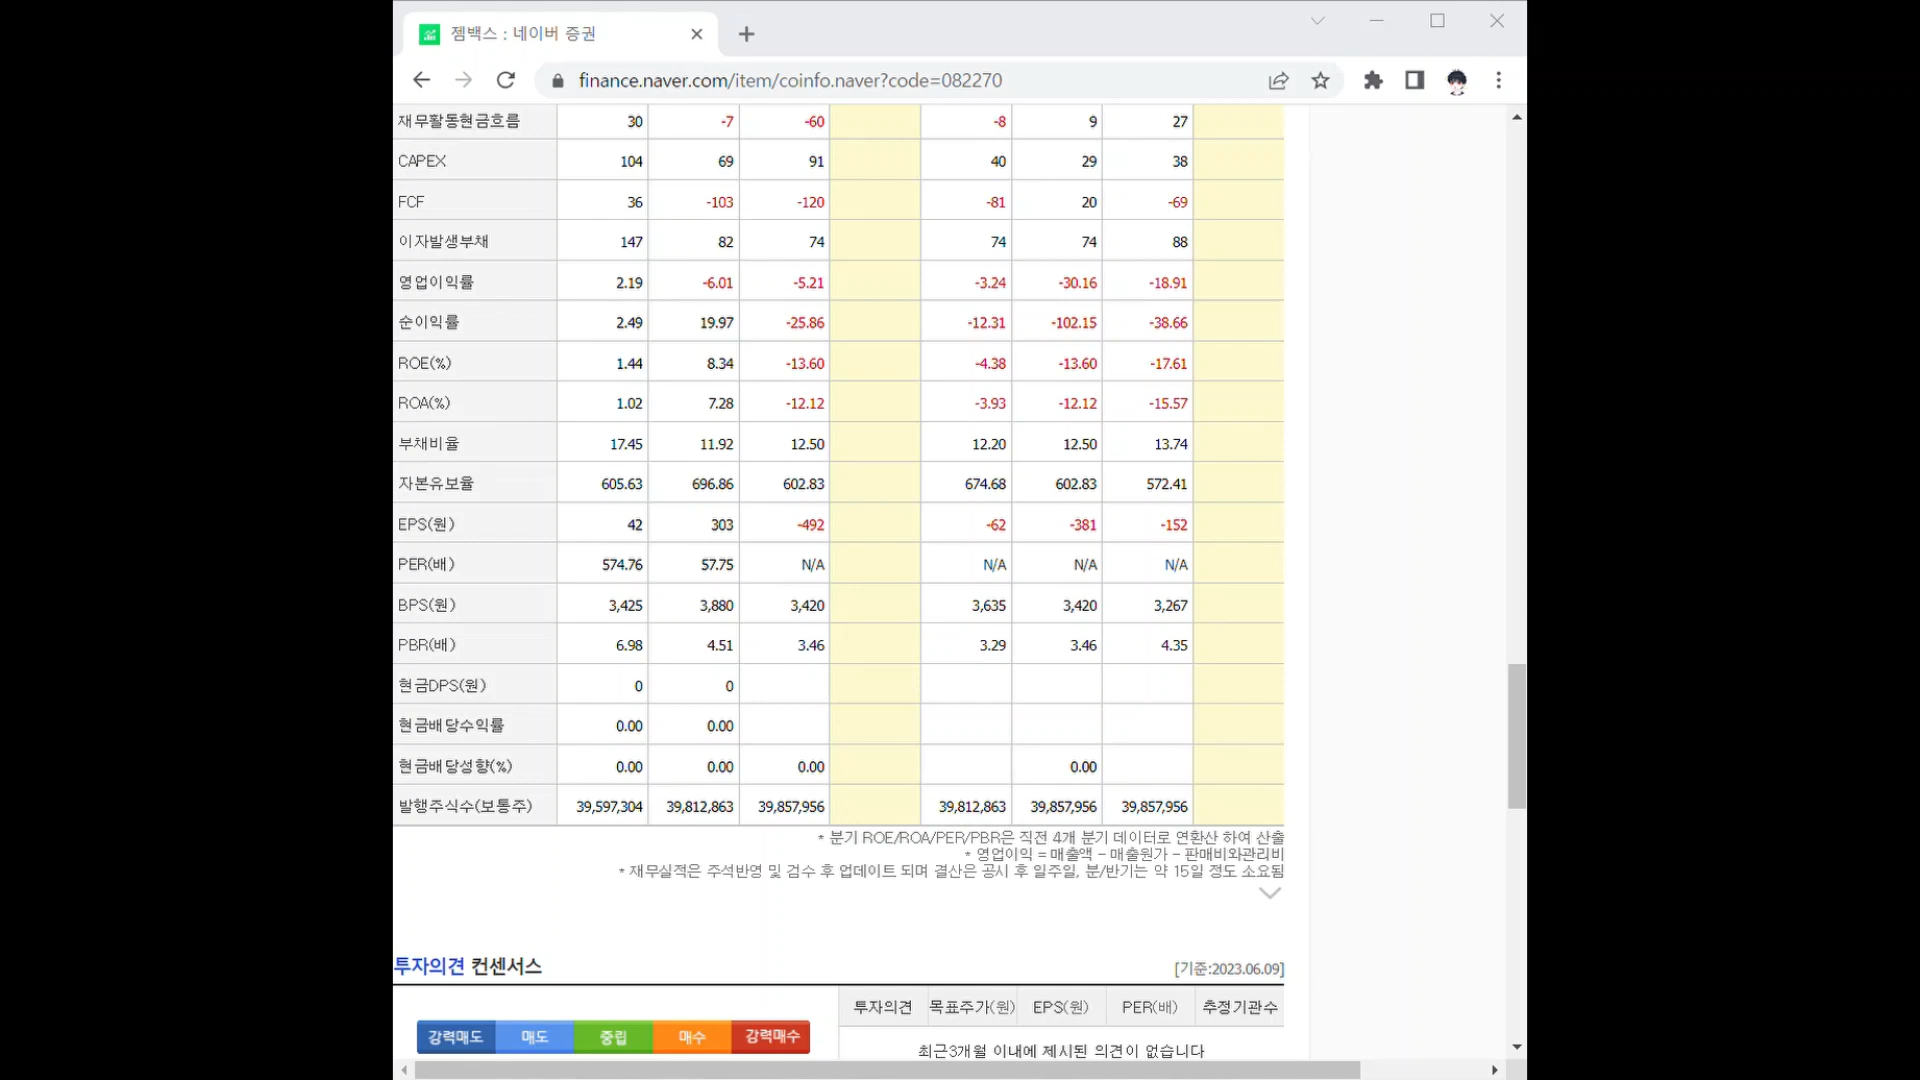 젬백스 : 네이버 증권
finance.naver.com/item/coinfo.naver?code=082270
재무활동현금흐름 30 -7 -60 -8 9 27
CAPEX 104 69 91 40 29 38
FCF 36 -103 -120 -81 20 -69
이자발생부채 147 82 74 74 74 88
영업이익률 2.19 -6.01 -5.21 -3.24 -30.16 -18.91
순이익률 2.49 19.97 -25.86 -12.31 -102.15 -38.66
ROE(%) 1.44 8.34 -13.60 -4.38 -13.60 -17.61
ROA(%) 1.02 7.28 -12.12 -3.93 -12.12 -15.57
부채비율 17.45 11.92 12.50 12.20 12.50 13.74
자본유보율 605.63 696.86 602.83 674.68 602.83 572.41
EPS(원) 42 303 -492 -62 -381 -152
PER(배) 574.76 57.75 N/A N/A N/A N/A
BPS(원) 3,425 3,880 3,420 3,635 3,420 3,267
PBR(배) 6.98 4.51 3.46 3.29 3.46 4.35
현금DPS(원) 0 0
현금배당수익률 0.00 0.00
현금배당성향(%) 0.00 0.00 0.00 0.00
발행주식수(보통주) 39,597,304 39,812,863 39,857,956 39,812,863 39,857,956 39,857,956
* 분기 ROE/ROA/PER/PBR은 직전 4개 분기 데이터로 연환산 하여 산출
* 영업이익 = 매출액 - 매출원가 - 판매비와관리비
* 재무실적은 주석반영 및 검수 후 업데이트 되며 결산은 공시 후 일주일, 분/반기는 약 15일 정도 소요됨
투자의견 컨센서스 [기준:2023.06.09]
투자의견 목표주가(원) EPS(원) PER(배) 추정기관수
강력매도 매도 중립 매수 강력매수
최근3개월 이내에 제시된 의견이 없습니다